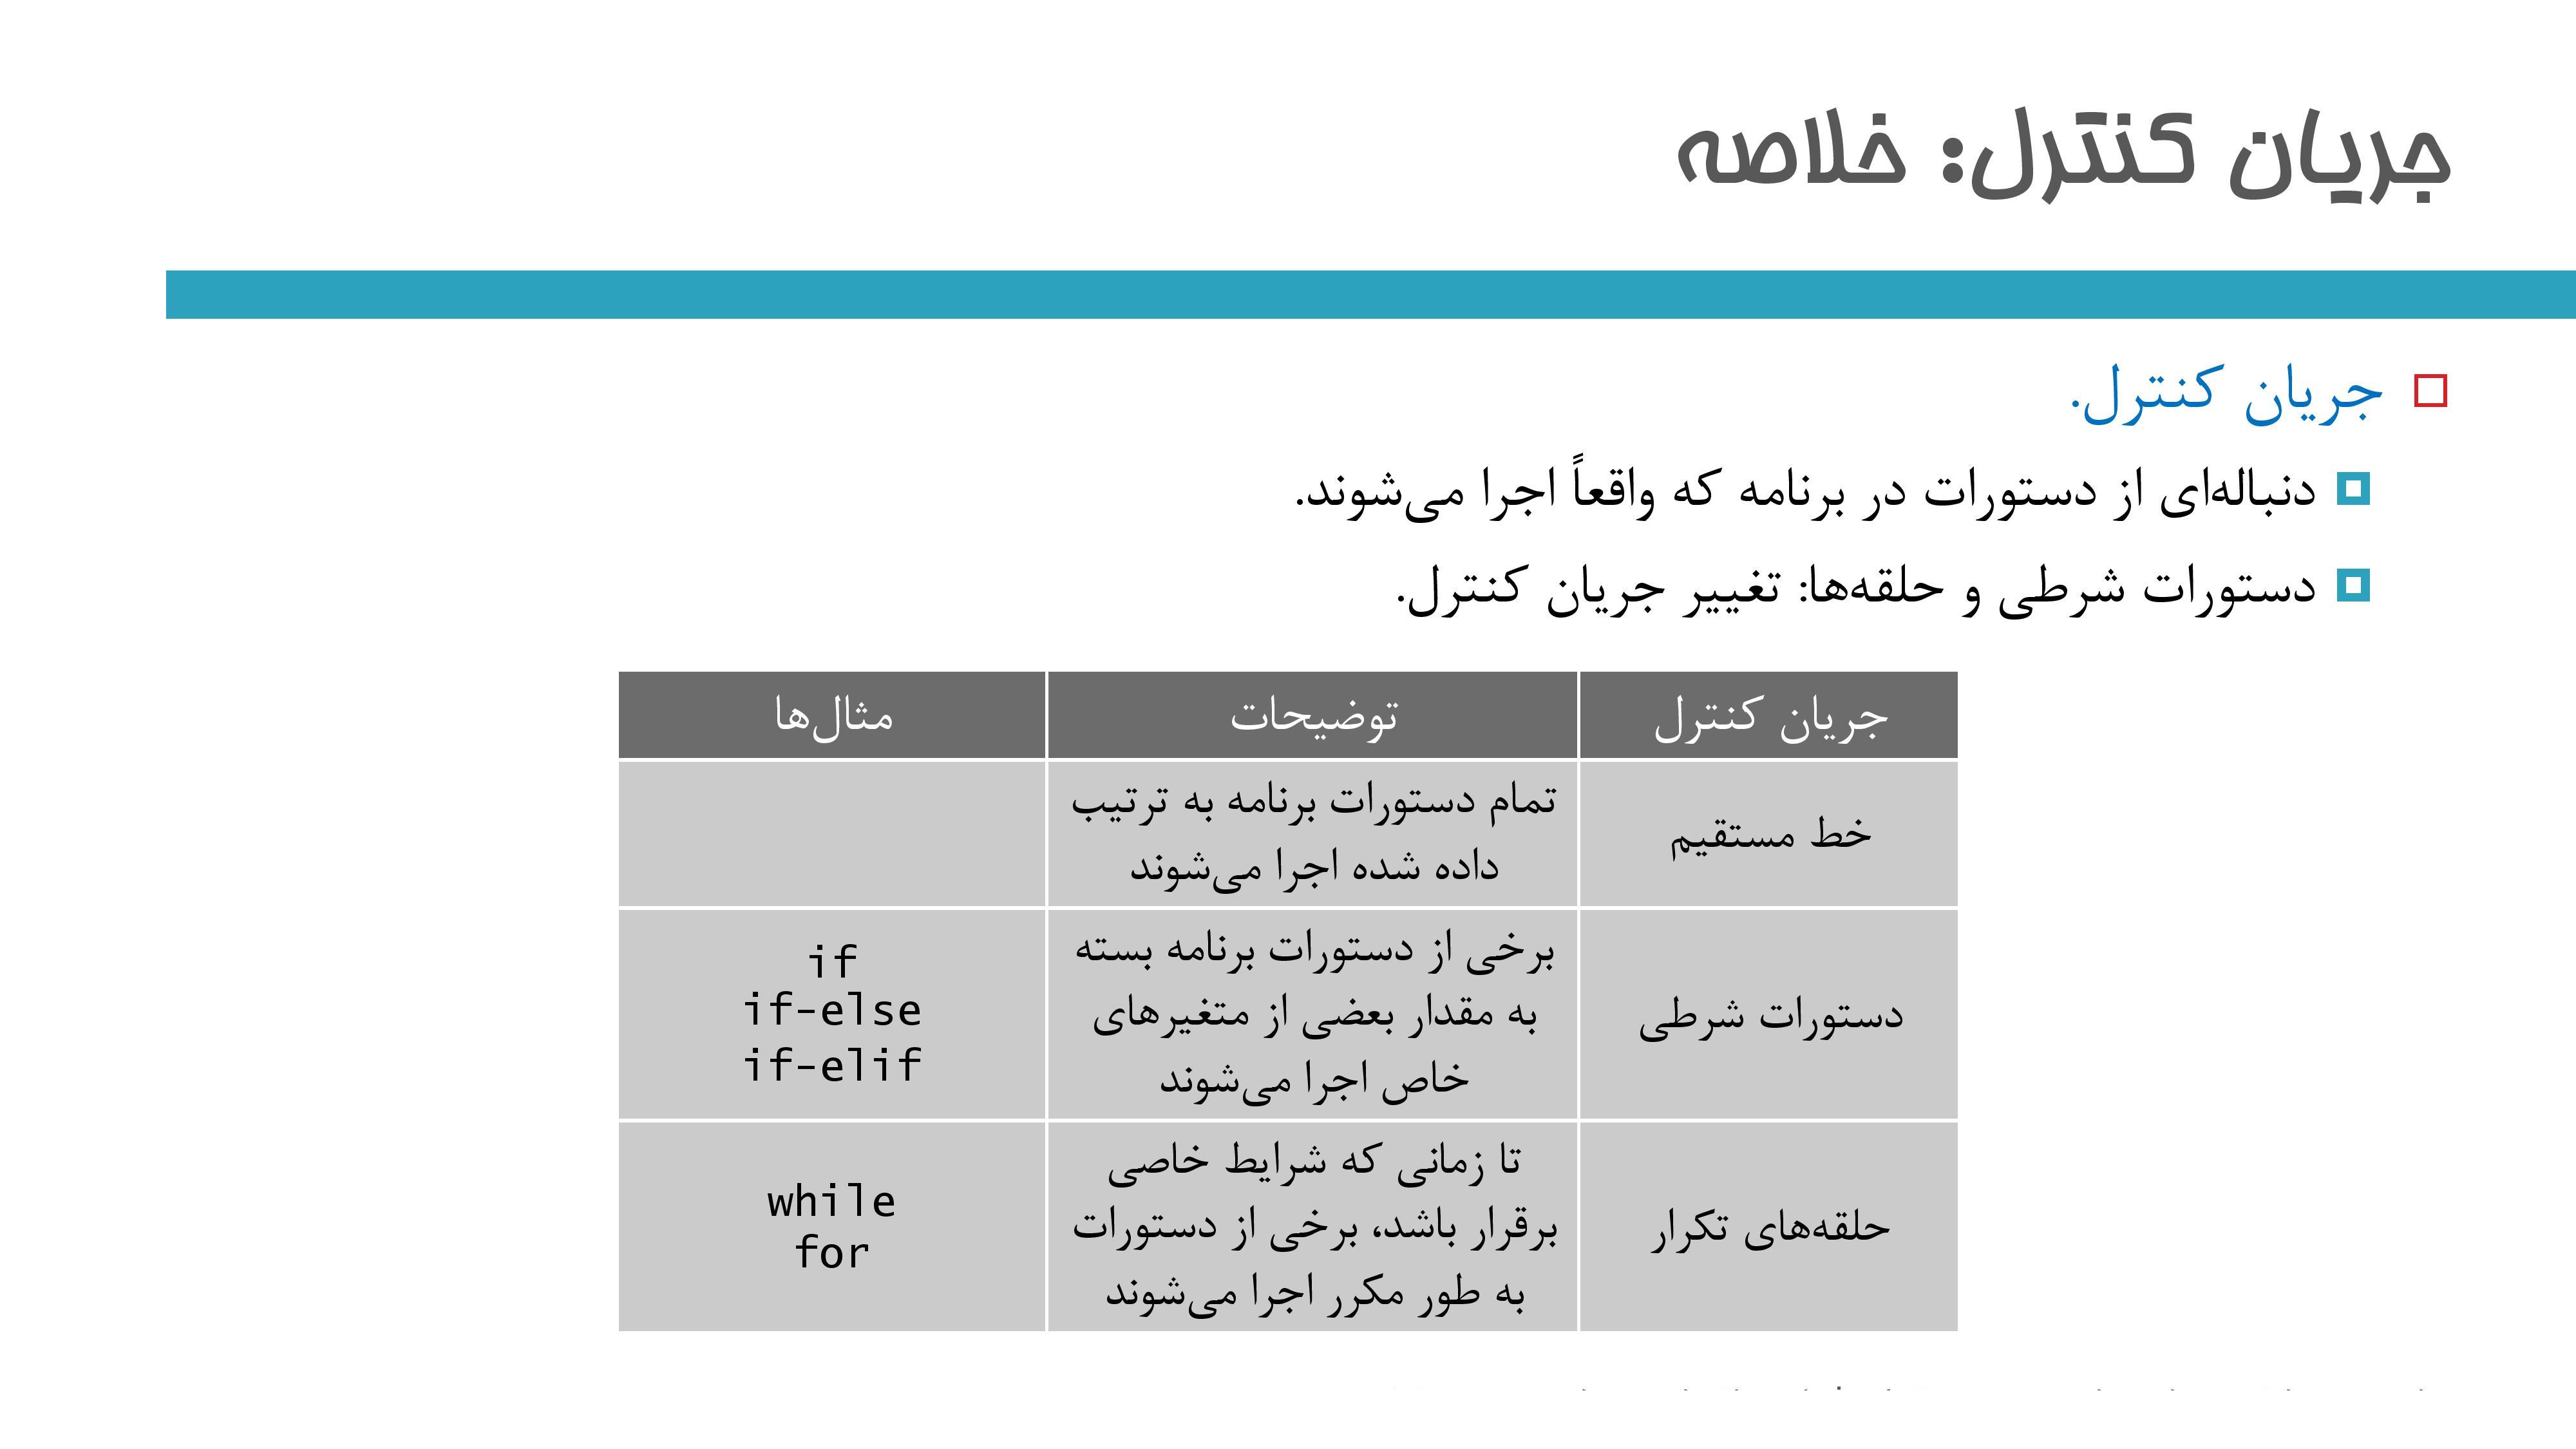 جریان کنترل: خلاصه
جریان کنترل.
دنباله‌ای از دستورات در برنامه که واقعاً اجرا می‌شوند.
دستورات شرطی و حلقه‌ها: تغییر جریان کنترل.
جریان کنترل
توضیحات
مثال‌ها
خط مستقیم
تمام دستورات برنامه به ترتیب
داده شده اجرا می‌شوند
دستورات شرطی
برخی از دستورات برنامه بسته
به مقدار بعضی از متغیرهای
خاص اجرا می‌شوند
if
if-else
if-elif
حلقه‌های تکرار
تا زمانی که شرایط خاصی
برقرار باشد، برخی از دستورات
به طور مکرر اجرا می‌شوند
while
for